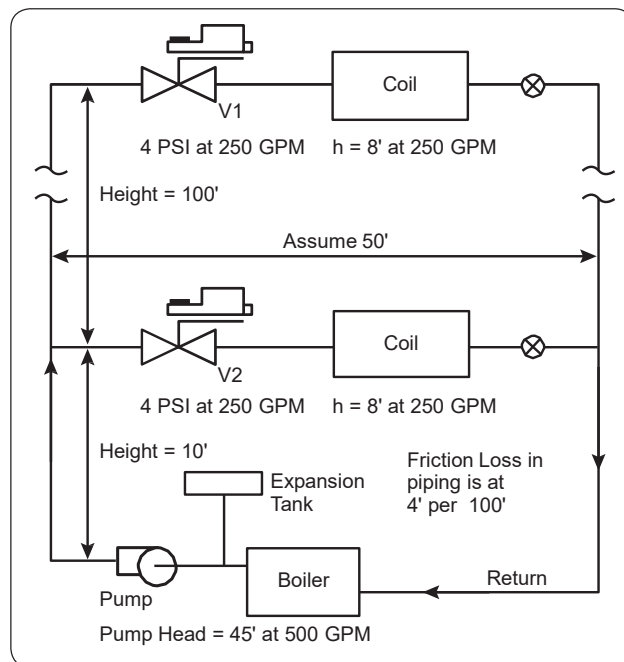 Coil
V1
4 PSI at 250 GPM
h = 8' at 250 GPM
Height = 100'
Assume 50'
Coil
V2
4 PSI at 250 GPM
h = 8' at 250 GPM
Height = 10'
Friction Loss in
piping is at
4' per 100'
Expansion
Tank
Boiler
Return
Pump
Pump Head = 45' at 500 GPM